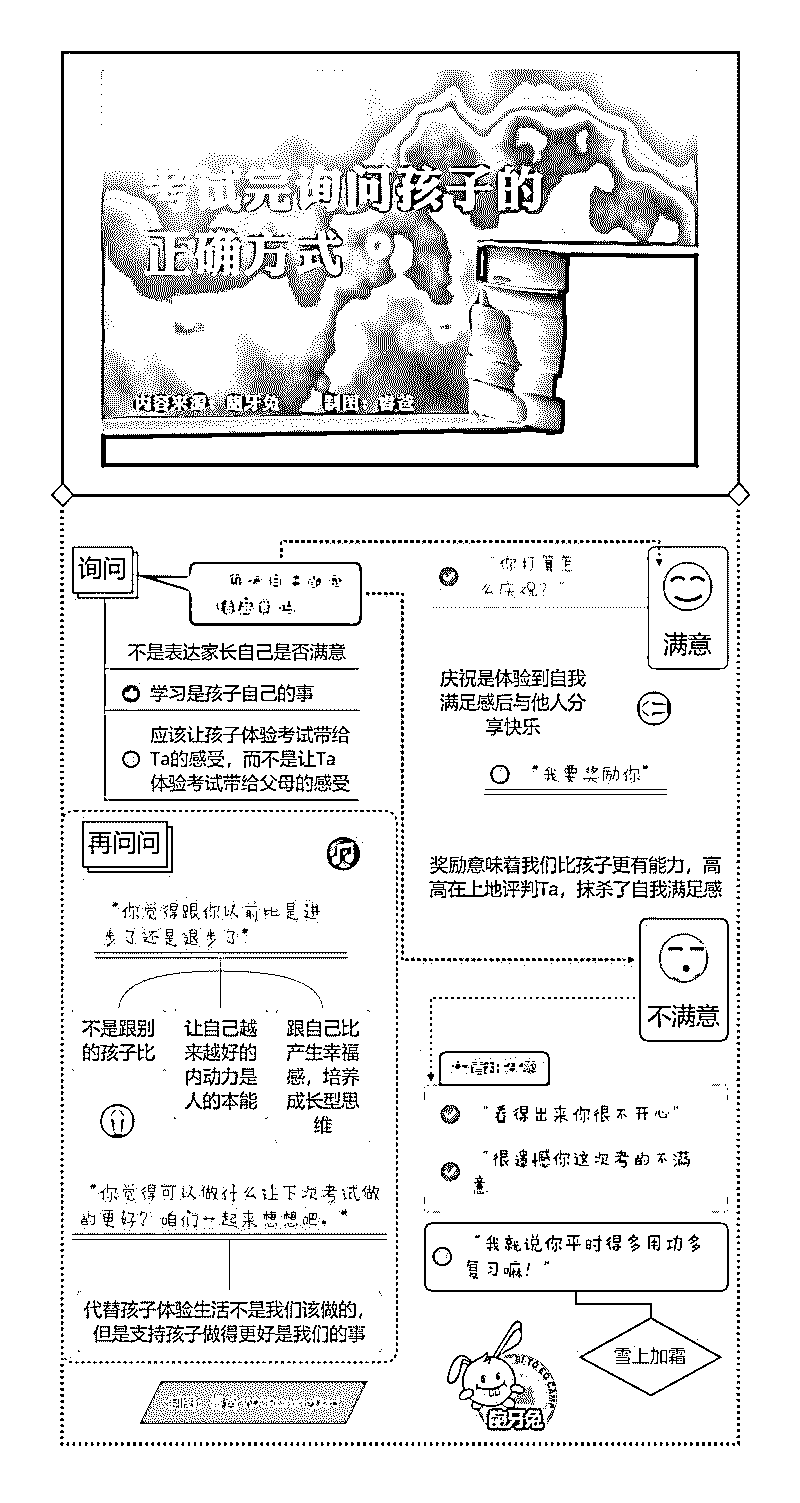 考试完询问孩子的
正确方式
内容来源：龅牙兔 制图：睿爸
询问
不是表达家长自己是否满意
学习是孩子自己的事
应该让孩子体验考试带给
Ta的感受，而不是让Ta
体验考试带给父母的感受
“你打算怎
么庆祝？”
满意
庆祝是体验到自我
满足感后与他人分
享快乐
“我要奖励你”
奖励意味着我们比孩子更有能力，高
高在上地评判Ta，抹杀了自我满足感
再问问
“你觉得跟你以前比是进
步了还是退步了？”
不是跟别
的孩子比
让自己越
来越好的
内动力是
人的本能
跟自己比
产生幸福
感，培养
成长型思
维
“你觉得可以做什么让下次考试做
的更好？咱们一起来想想吧。”
代替孩子体验生活不是我们该做的，
但是支持孩子做得更好是我们的事
不满意
“看得出来你很不开心”
“很遗憾你这次考的不满
意”
“我就说你平时得多用功多
复习嘛！”
雪上加霜
龅牙兔